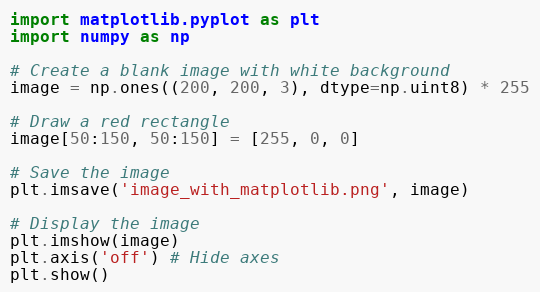 import matplotlib.pyplot as plt
import numpy as np

# Create a blank image with white background
image = np.ones((200, 200, 3), dtype=np.uint8) * 255

# Draw a red rectangle
image[50:150, 50:150] = [255, 0, 0]

# Save the image
plt.imsave('image_with_matplotlib.png', image)

# Display the image
plt.imshow(image)
plt.axis('off') # Hide axes
plt.show()